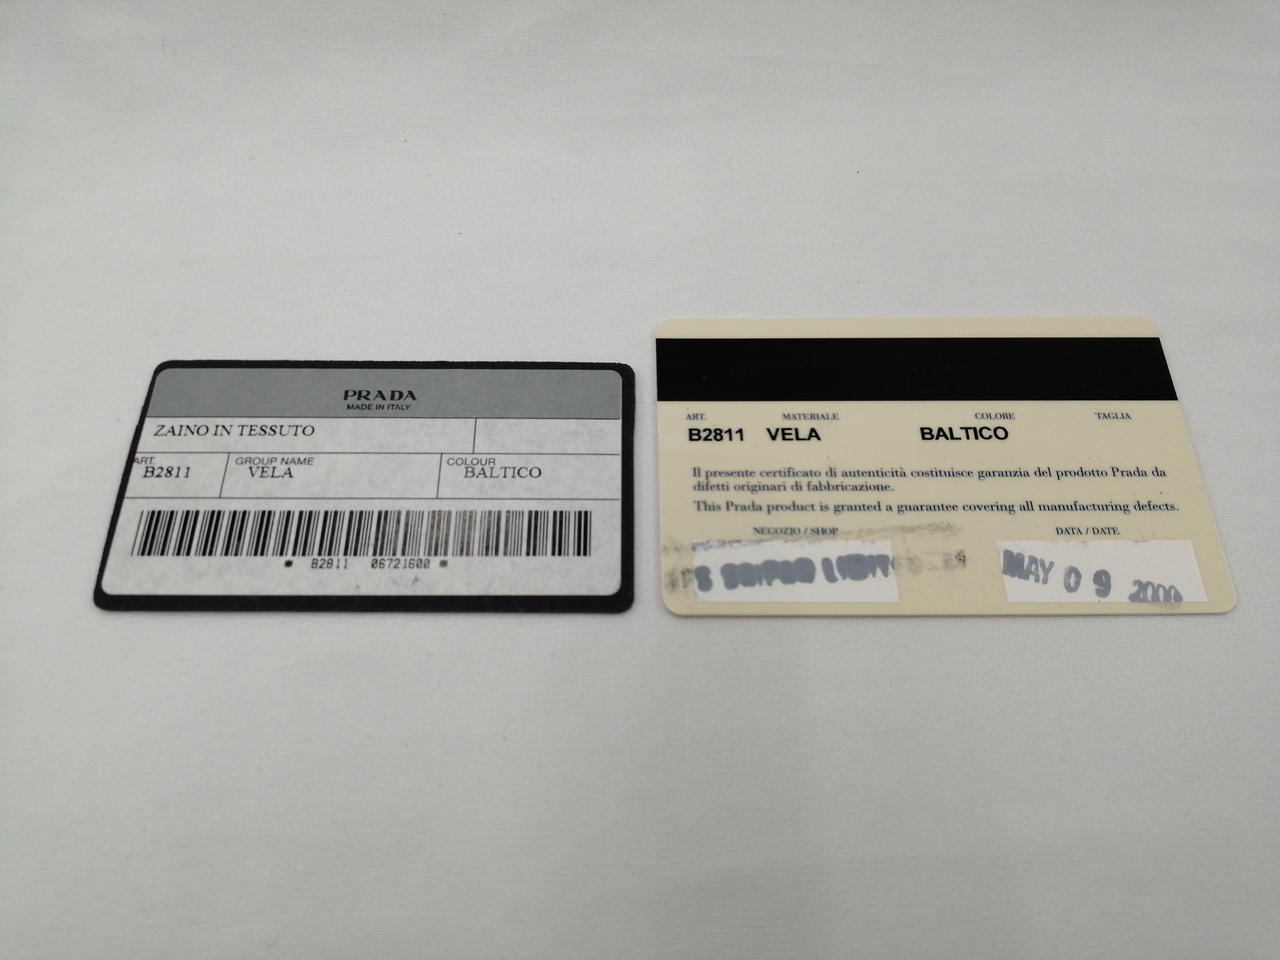 PRADA
MADE IN ITALY
ZAINO IN TESSUTO
ART. GROUP NAME COLOUR
B2811 VELA BALTICO
* B2811 06721600 *
ART. MATERIALE COLORE TAGLIA
B2811 VELA BALTICO
Il presente certificato di autenticità costituisce garanzia del prodotto Prada da
difetti originari di fabbricazione.
This Prada product is granted a guarantee covering all manufacturing defects.
NEGOZIO / SHOP DATA / DATE
MAY 09 2000